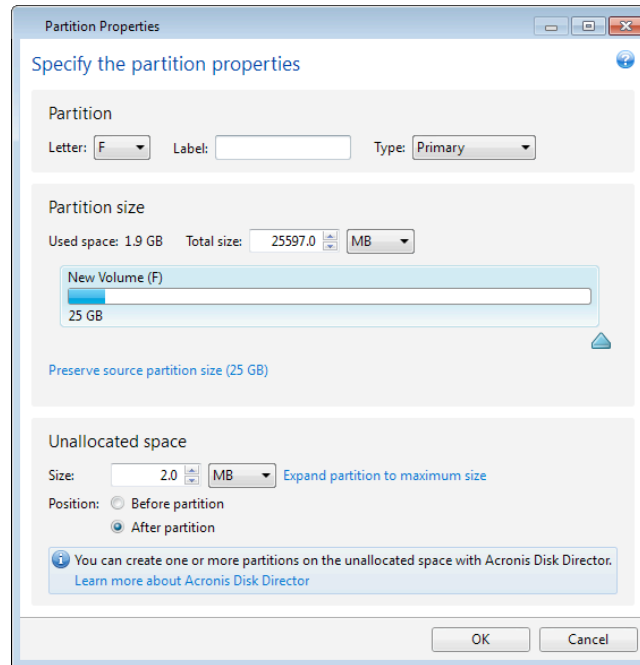 Partition Properties
Specify the partition properties
?
Partition
Letter: F Label: Type: Primary
Partition size
Used space: 1.9 GB Total size: 25597.0 MB
New Volume (F)
25 GB
Preserve source partition size (25 GB)
Unallocated space
Size: 2.0 MB Expand partition to maximum size
Position: Before partition
After partition
i You can create one or more partitions on the unallocated space with Acronis Disk Director.
Learn more about Acronis Disk Director
OK Cancel